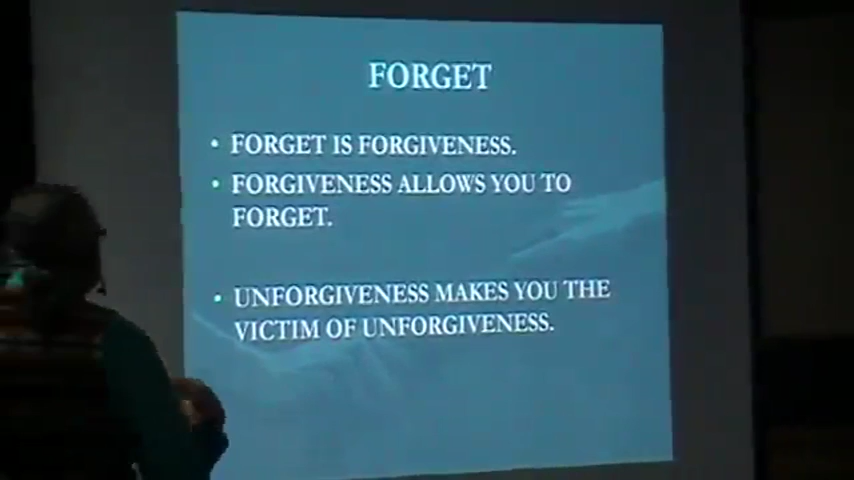 FORGET
• FORGET IS FORGIVENESS.
• FORGIVENESS ALLOWS YOU TO
FORGET.
• UNFORGIVENESS MAKES YOU THE
VICTIM OF UNFORGIVENESS.